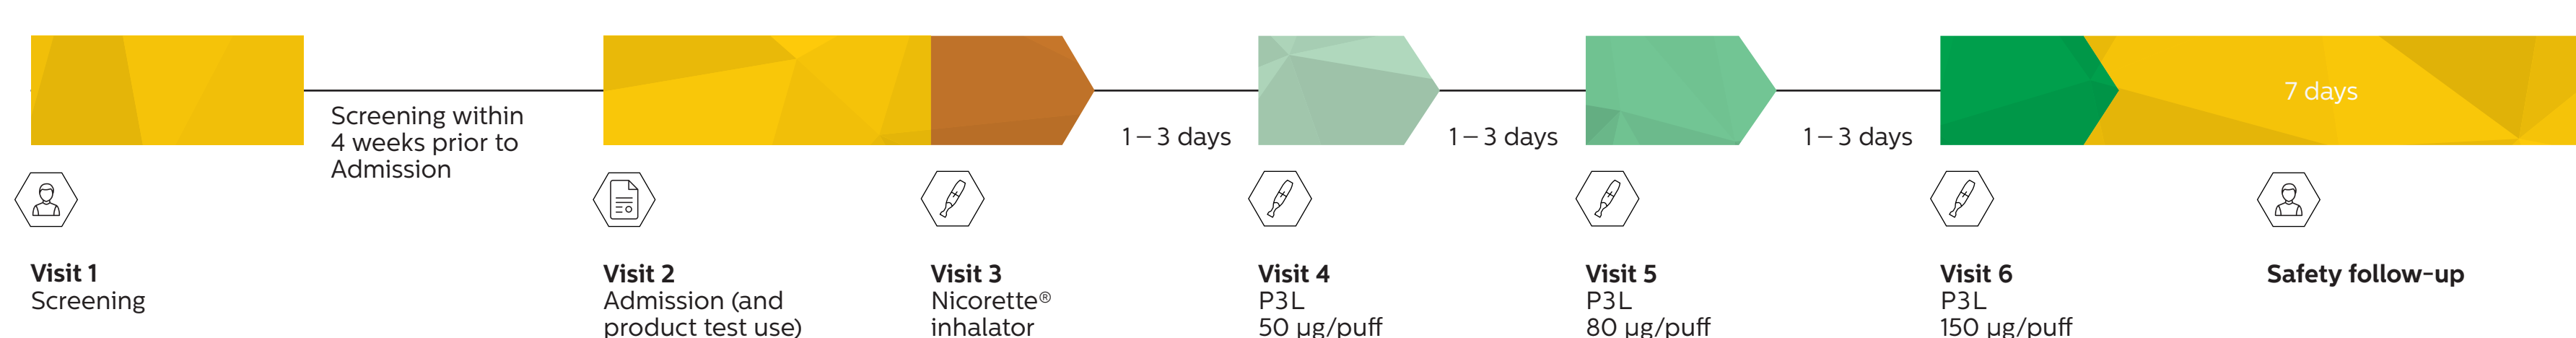 7 days
Screening within
4 weeks prior to
Admission
1 – 3 days
1 – 3 days
1 – 3 days
Visit 1
Screening
Visit 2
Admission (and
product test use)
Visit 3
Nicorette®
inhalator
Visit 4
P3L
50 µg/puff
Visit 5
P3L
80 µg/puff
Visit 6
P3L
150 µg/puff
Safety follow-up